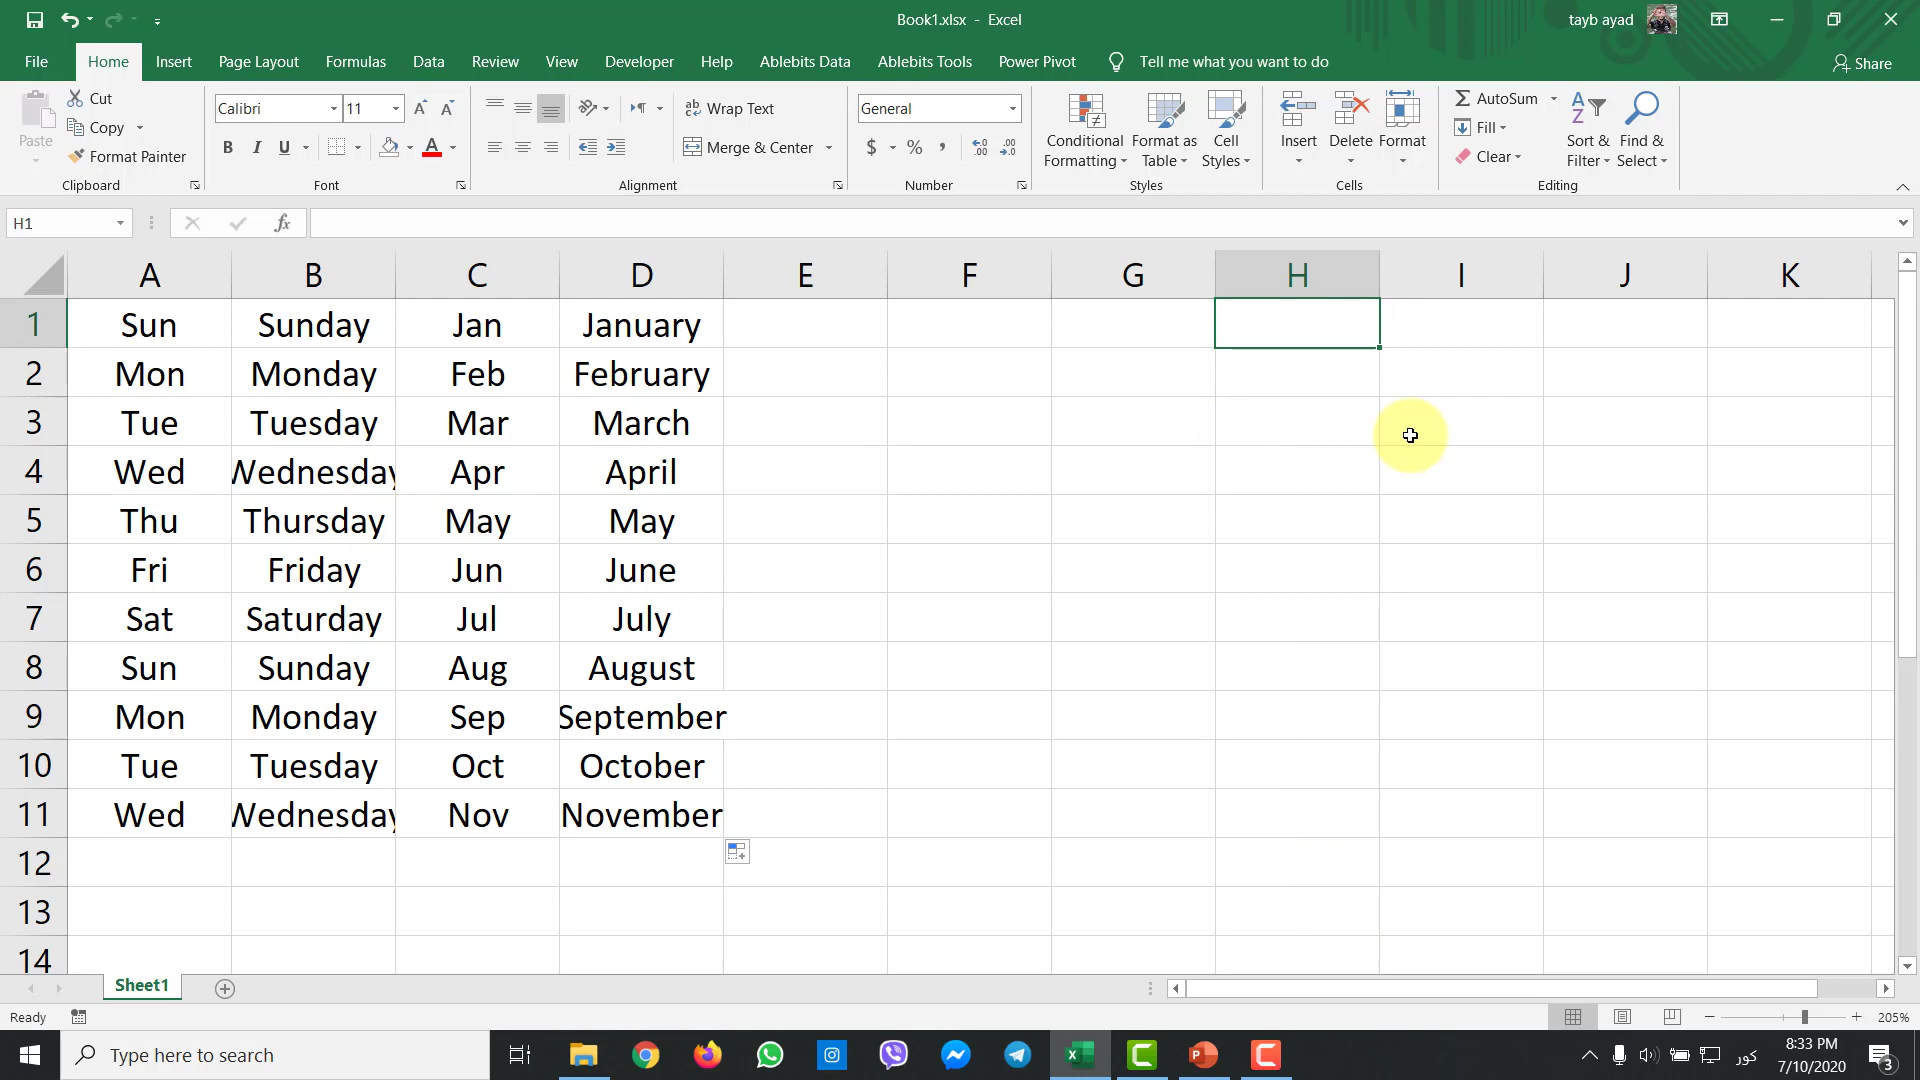 Book1.xlsx - Excel
tayb ayad
File Home Insert Page Layout Formulas Data Review View Developer Help Ablebits Data Ablebits Tools Power Pivot Tell me what you want to do Share
Cut
Copy
Format Painter
Paste
Clipboard
Calibri 11
B I U
Font
Wrap Text
Merge & Center
Alignment
General
$ % ,
Number
Conditional Formatting
Format as Table
Cell Styles
Styles
Insert Delete Format
Cells
AutoSum
Fill
Clear
Sort & Filter
Find & Select
Editing
H1 fx
A B C D E F G H I J K
1 Sun Sunday Jan January
2 Mon Monday Feb February
3 Tue Tuesday Mar March
4 Wed Wednesday Apr April
5 Thu Thursday May May
6 Fri Friday Jun June
7 Sat Saturday Jul July
8 Sun Sunday Aug August
9 Mon Monday Sep September
10 Tue Tuesday Oct October
11 Wed Wednesday Nov November
12
13
14
Sheet1
Ready 205%
Type here to search
کور
8:33 PM
7/10/2020
3